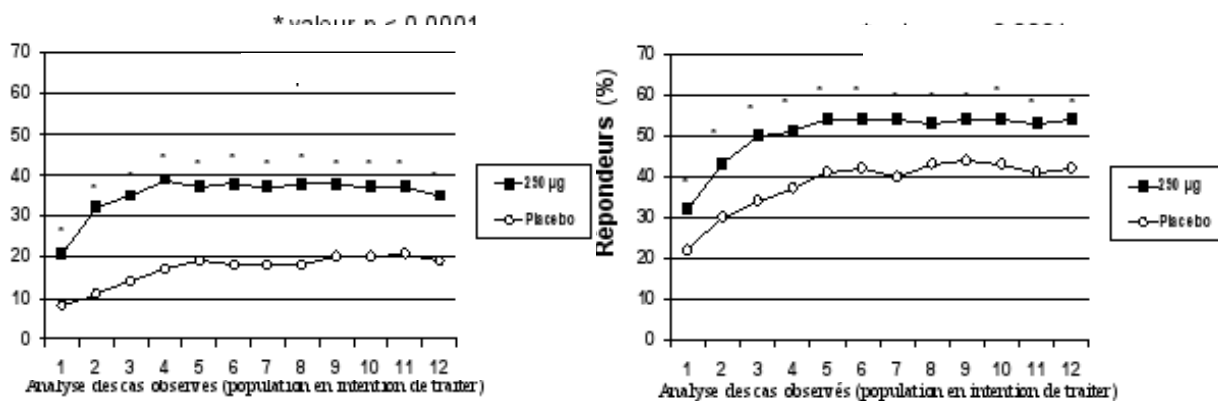 * valeur p < 0,0001
70
60
50
40
30
20
10
0
1 2 3 4 5 6 7 8 9 10 11 12
Analyse des cas observés (population en intention de traiter)
290 µg
Placebo
Répondeurs (%)
70
60
50
40
30
20
10
0
1 2 3 4 5 6 7 8 9 10 11 12
Analyse des cas observés (population en intention de traiter)
290 µg
Placebo